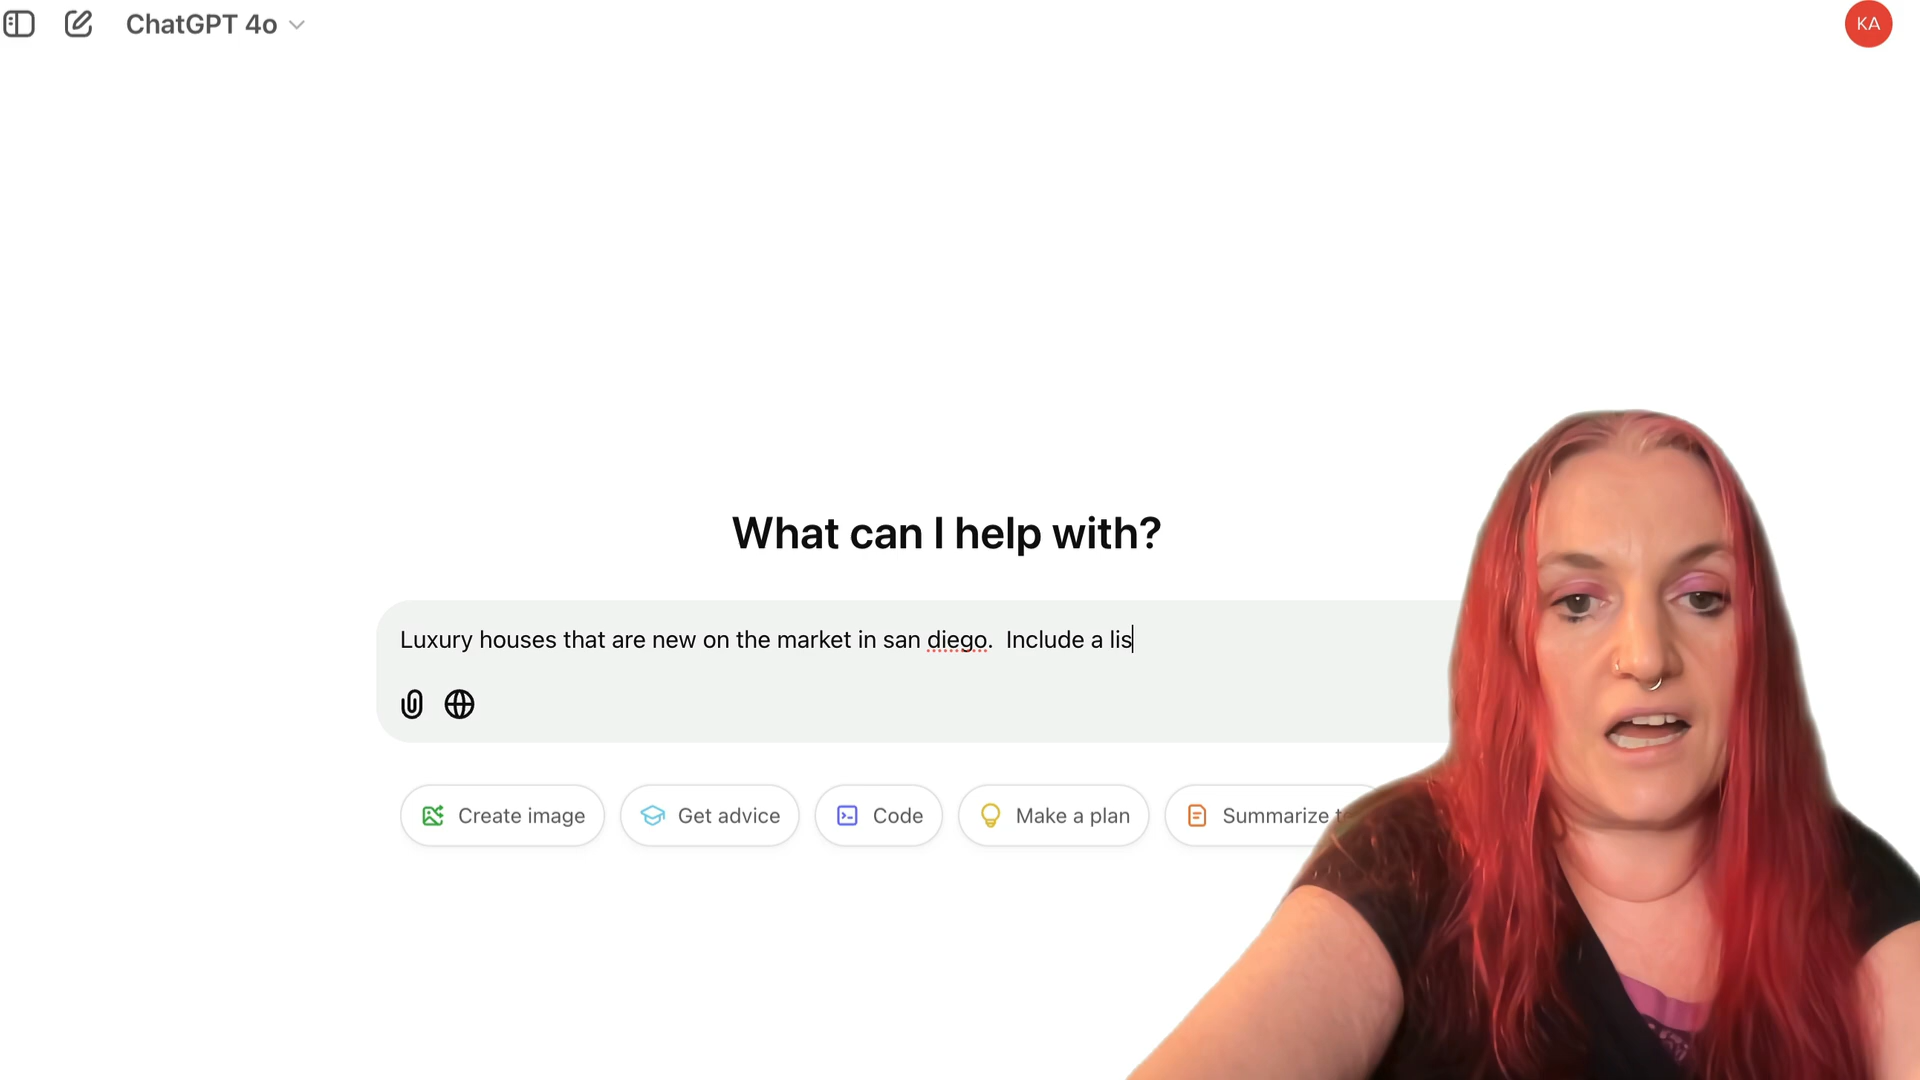 ChatGPT 4o
KA
What can I help with?
Luxury houses that are new on the market in san diego.  Include a lis
Create image
Get advice
Code
Make a plan
Summarize